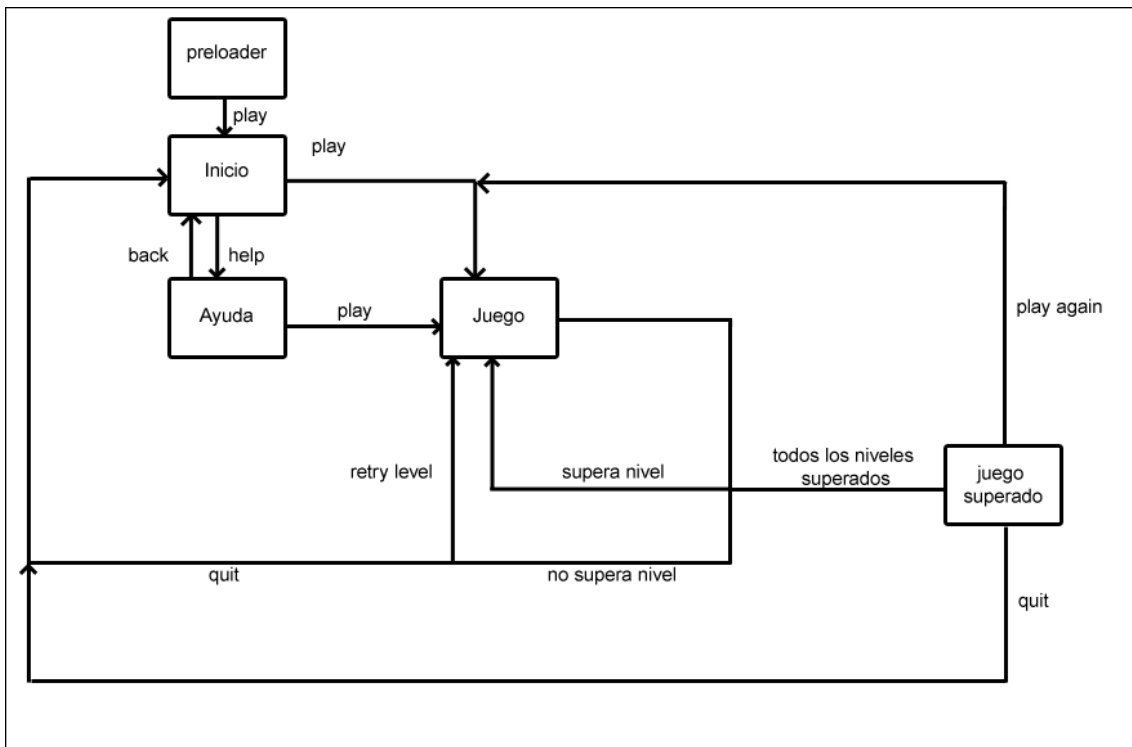 preloader
play
Inicio
play
back
help
Ayuda
play
Juego
play again
retry level
supera nivel
todos los niveles
superados
juego
superado
quit
no supera nivel
quit